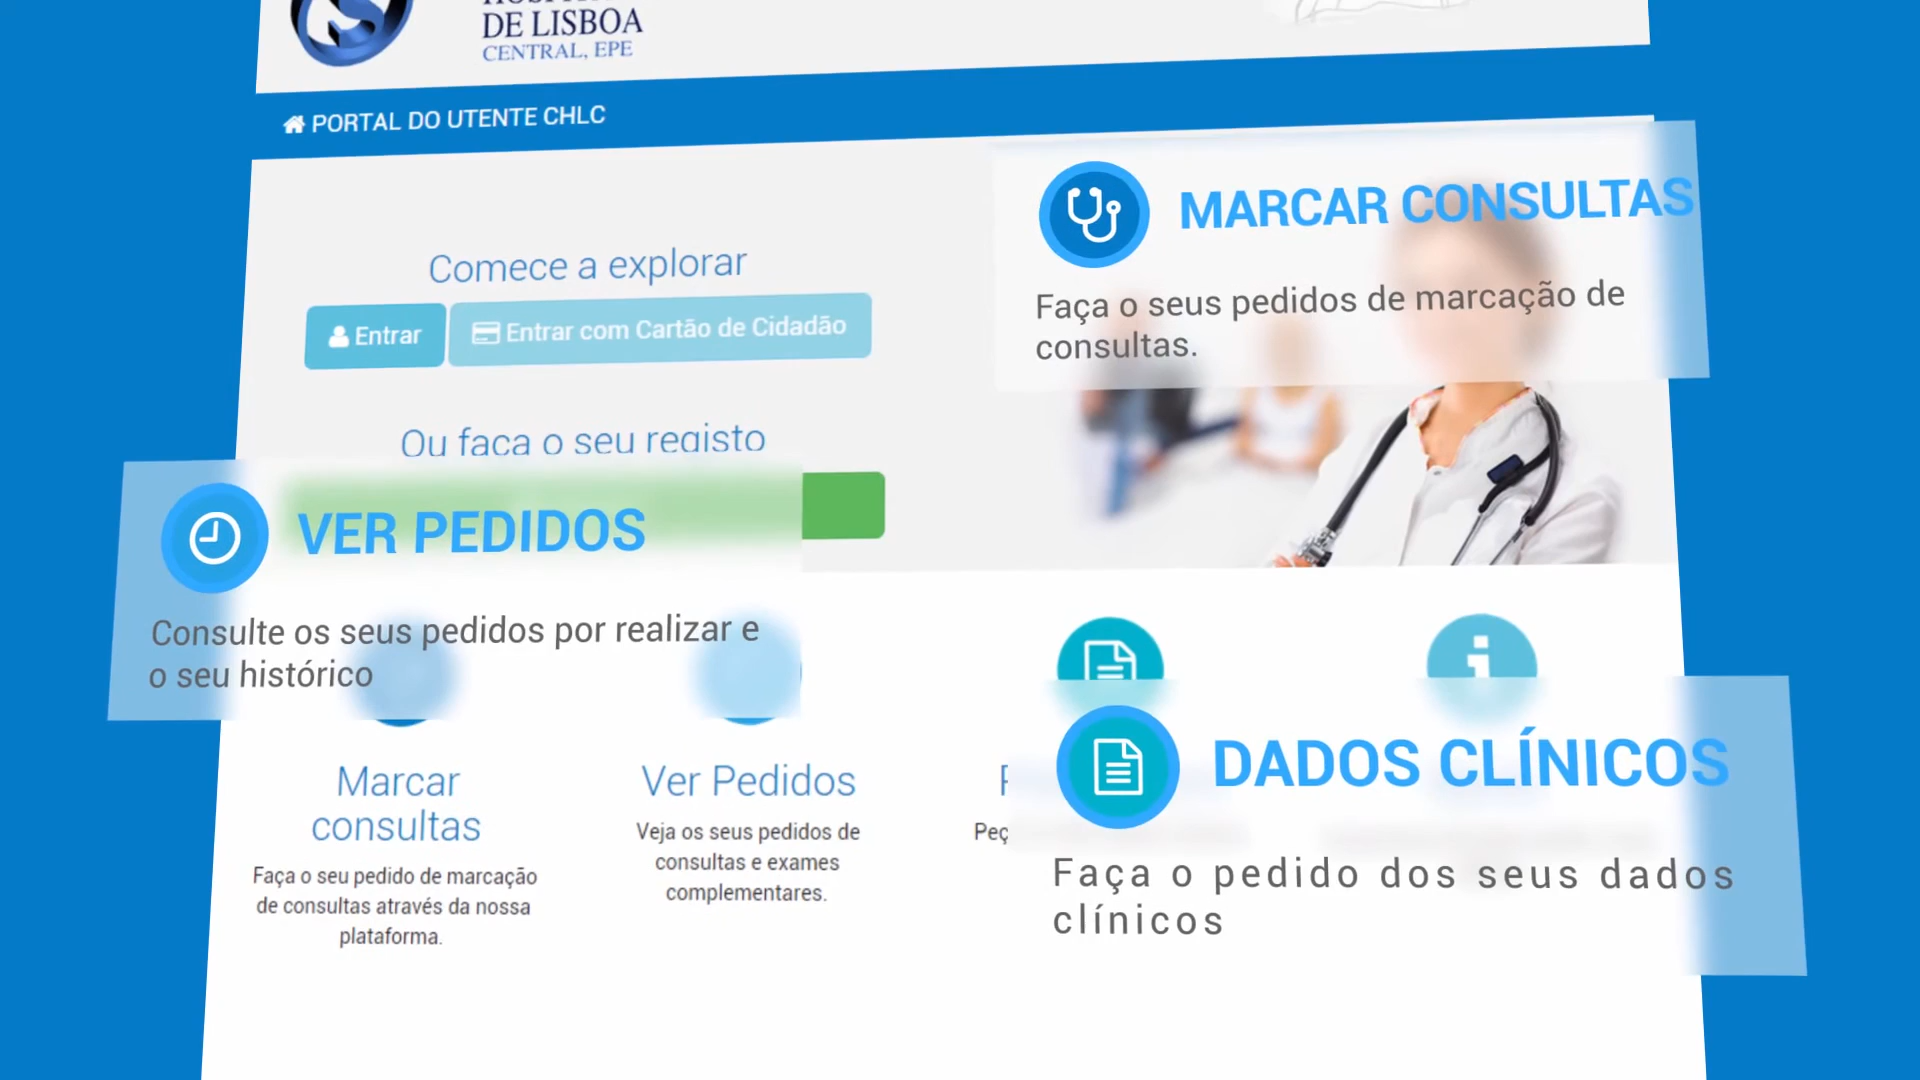 DE LISBOA
CENTRAL, EPE
PORTAL DO UTENTE CHLC
MARCAR CONSULTAS
Faça o seus pedidos de marcação de
consultas.
Comece a explorar
Entrar
Entrar com Cartão de Cidadão
Ou faça o seu registo
VER PEDIDOS
Consulte os seus pedidos por realizar e
o seu histórico
Marcar
consultas
Faça o seu pedido de marcação
de consultas através da nossa
plataforma.
Ver Pedidos
Veja os seus pedidos de
consultas e exames
complementares.
DADOS CLÍNICOS
Faça o pedido dos seus dados
clínicos